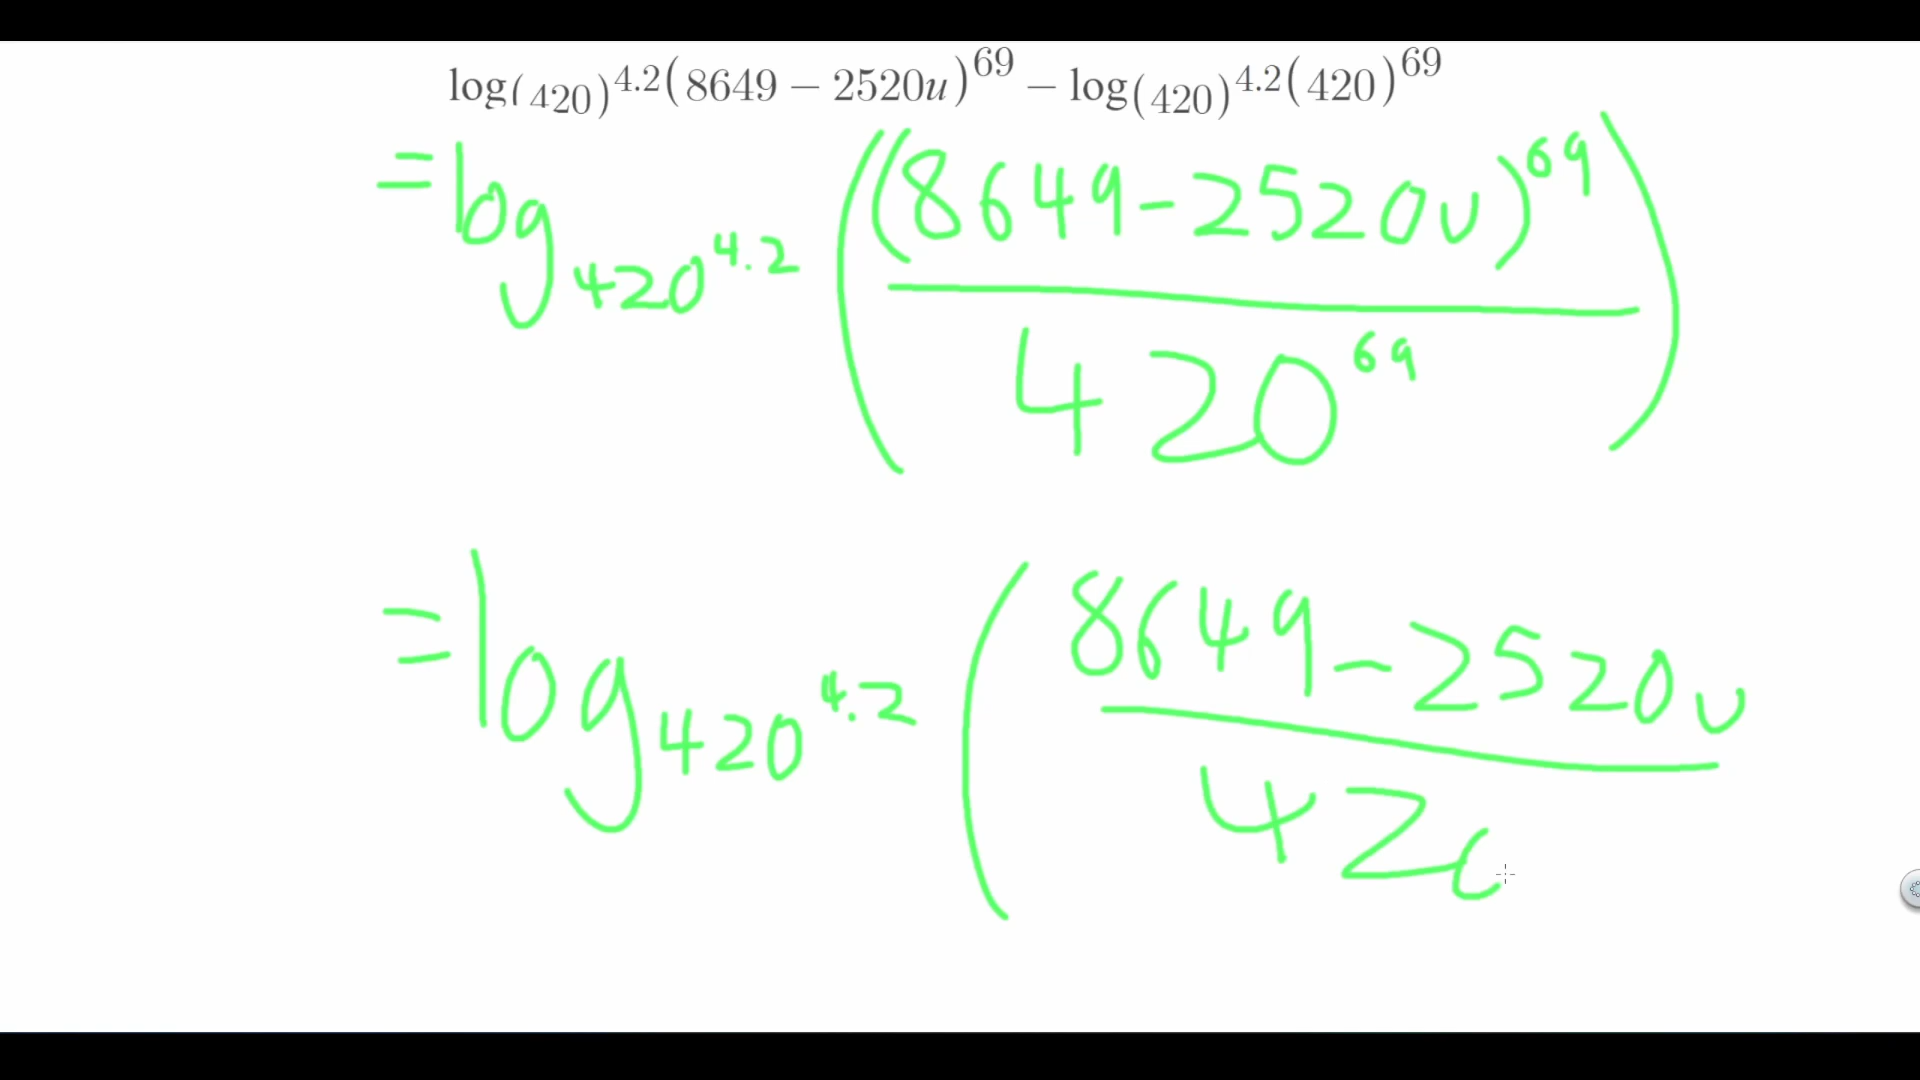 log(420)^4.2(8649 − 2520u)^69 − log(420)^4.2(420)^69
= log 420^4.2 ((8649-2520u)^69
420^69)
= log 420^4.2 (8649-2520u
420